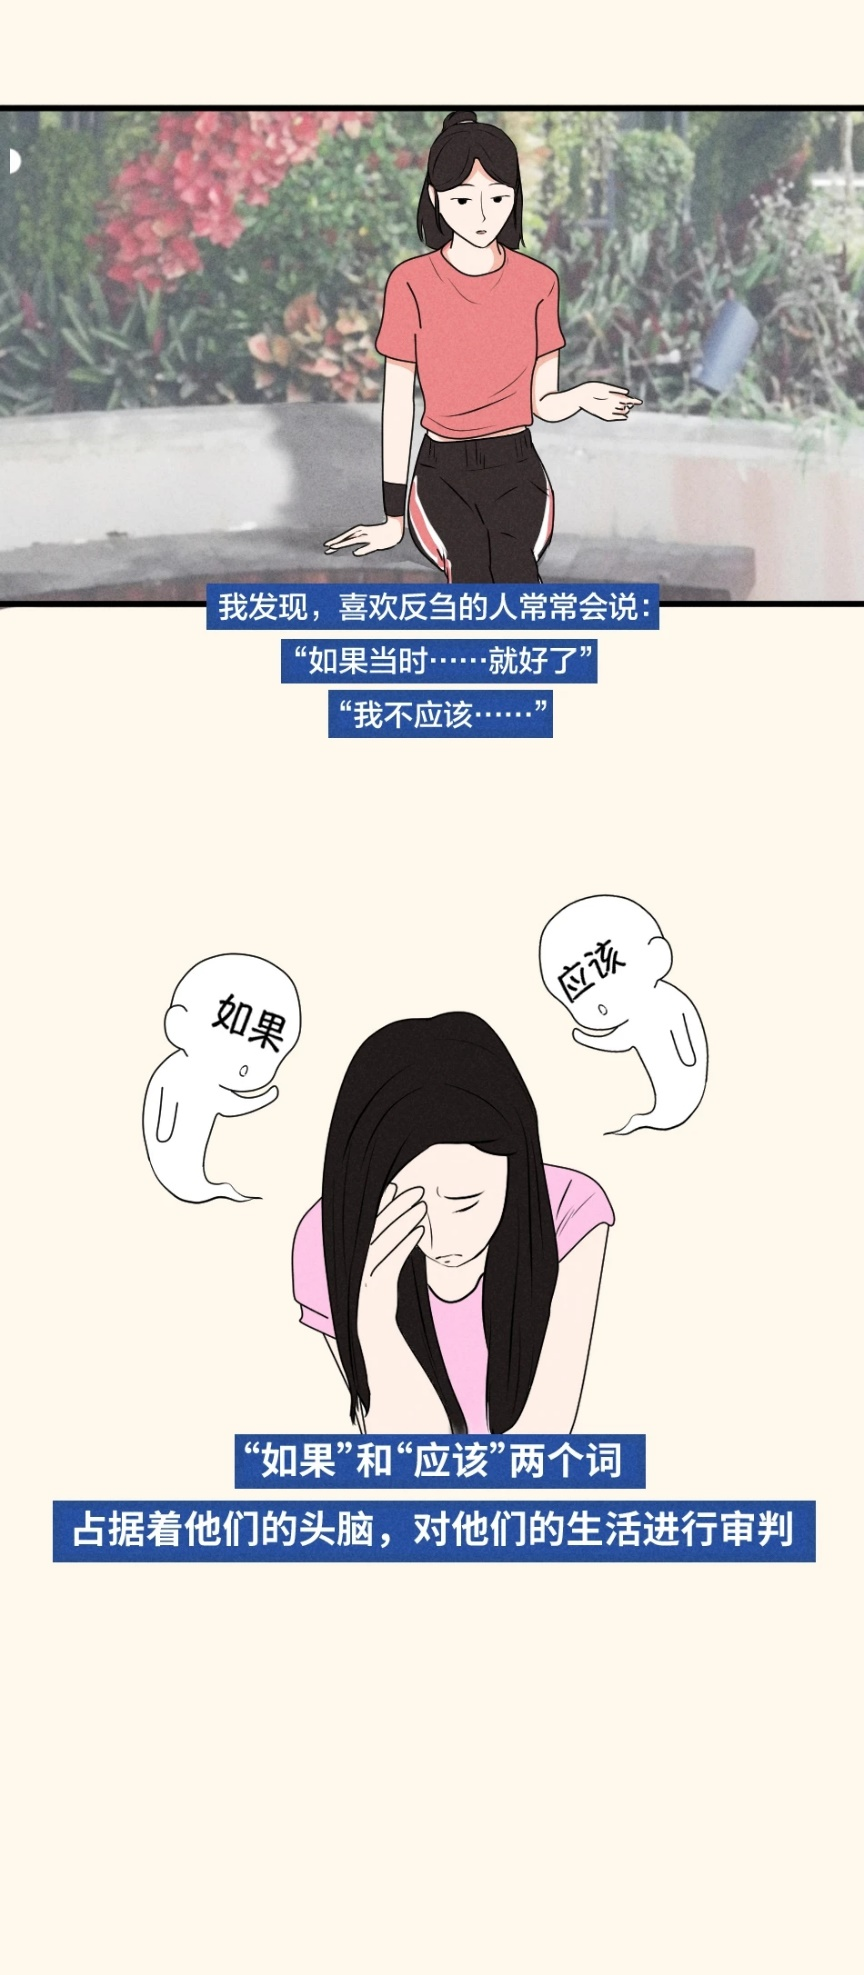 我发现，喜欢反刍的人常常会说：
“如果当时……就好了”
“我不应该……”
如果
应该
“如果”和“应该”两个词
占据着他们的头脑，对他们的生活进行审判